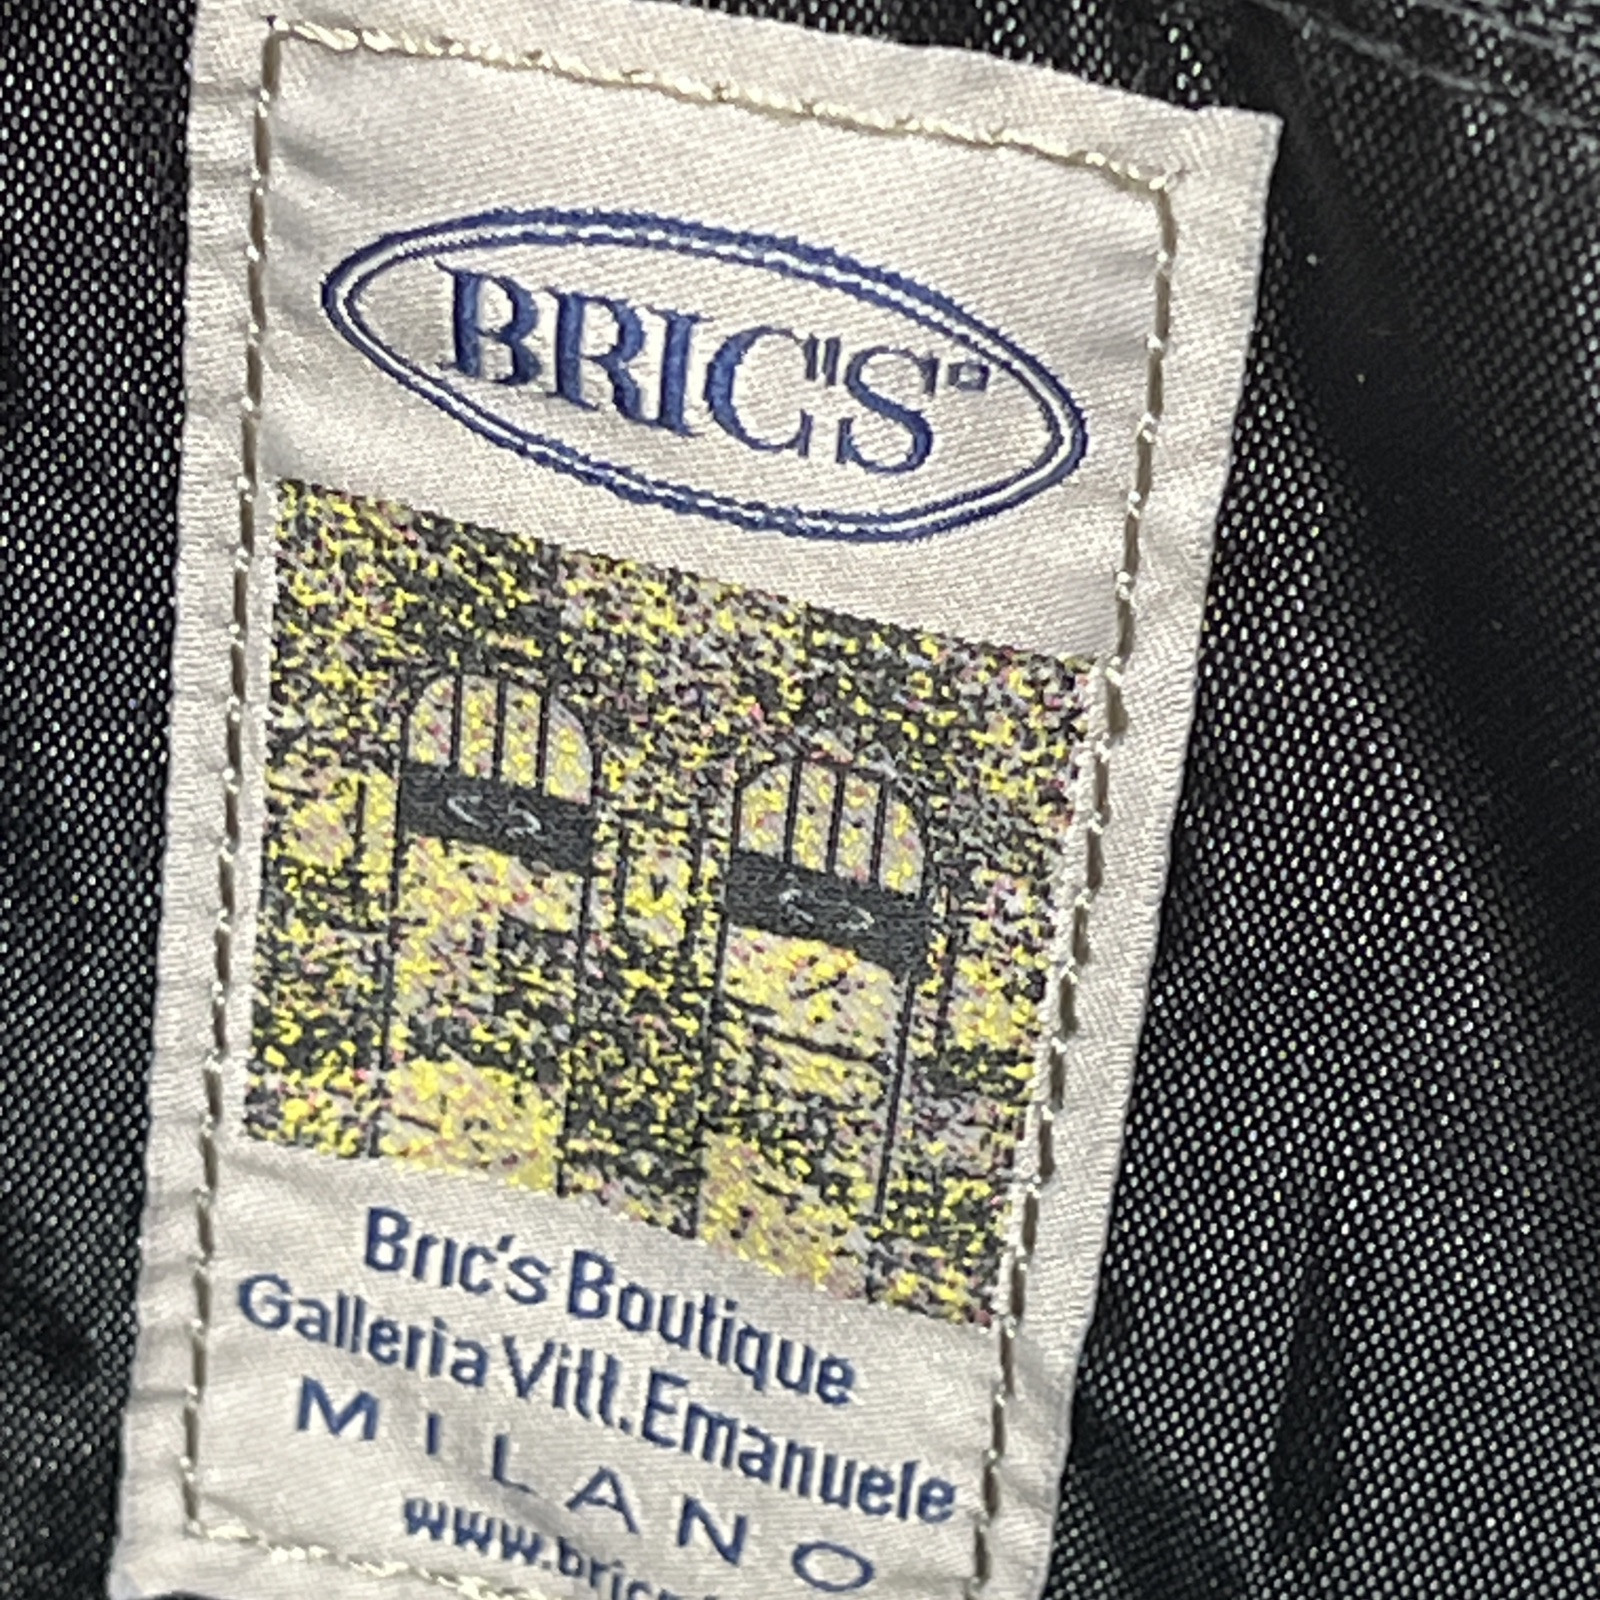 BRIC'S
Bric's Boutique
Galleria Vitt.Emanuele
MILANO